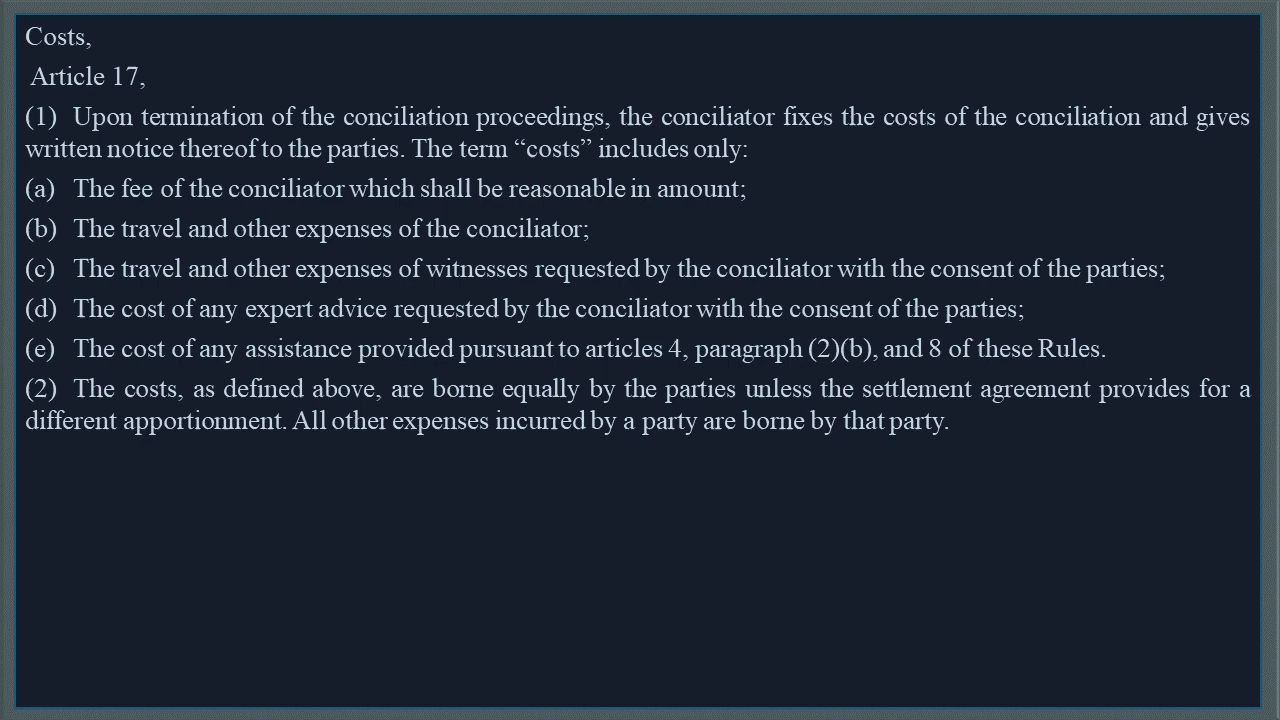 Costs,
Article 17,
(1) Upon termination of the conciliation proceedings, the conciliator fixes the costs of the conciliation and gives
written notice thereof to the parties. The term “costs” includes only:
(a) The fee of the conciliator which shall be reasonable in amount;
(b) The travel and other expenses of the conciliator;
(c) The travel and other expenses of witnesses requested by the conciliator with the consent of the parties;
(d) The cost of any expert advice requested by the conciliator with the consent of the parties;
(e) The cost of any assistance provided pursuant to articles 4, paragraph (2)(b), and 8 of these Rules.
(2) The costs, as defined above, are borne equally by the parties unless the settlement agreement provides for a
different apportionment. All other expenses incurred by a party are borne by that party.